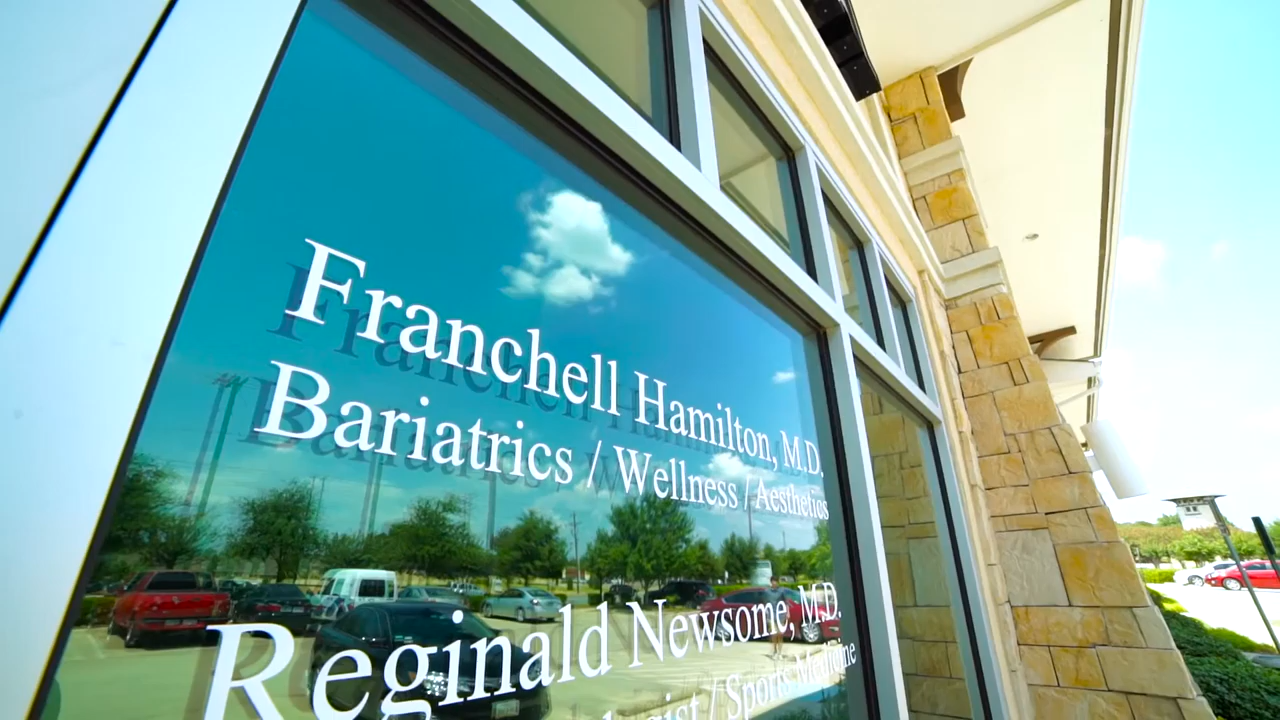 Franchell Hamilton, M.D.
Bariatrics / Wellness / Aesthetics
Reginald Newsome, M.D.
/ Sports Medicine